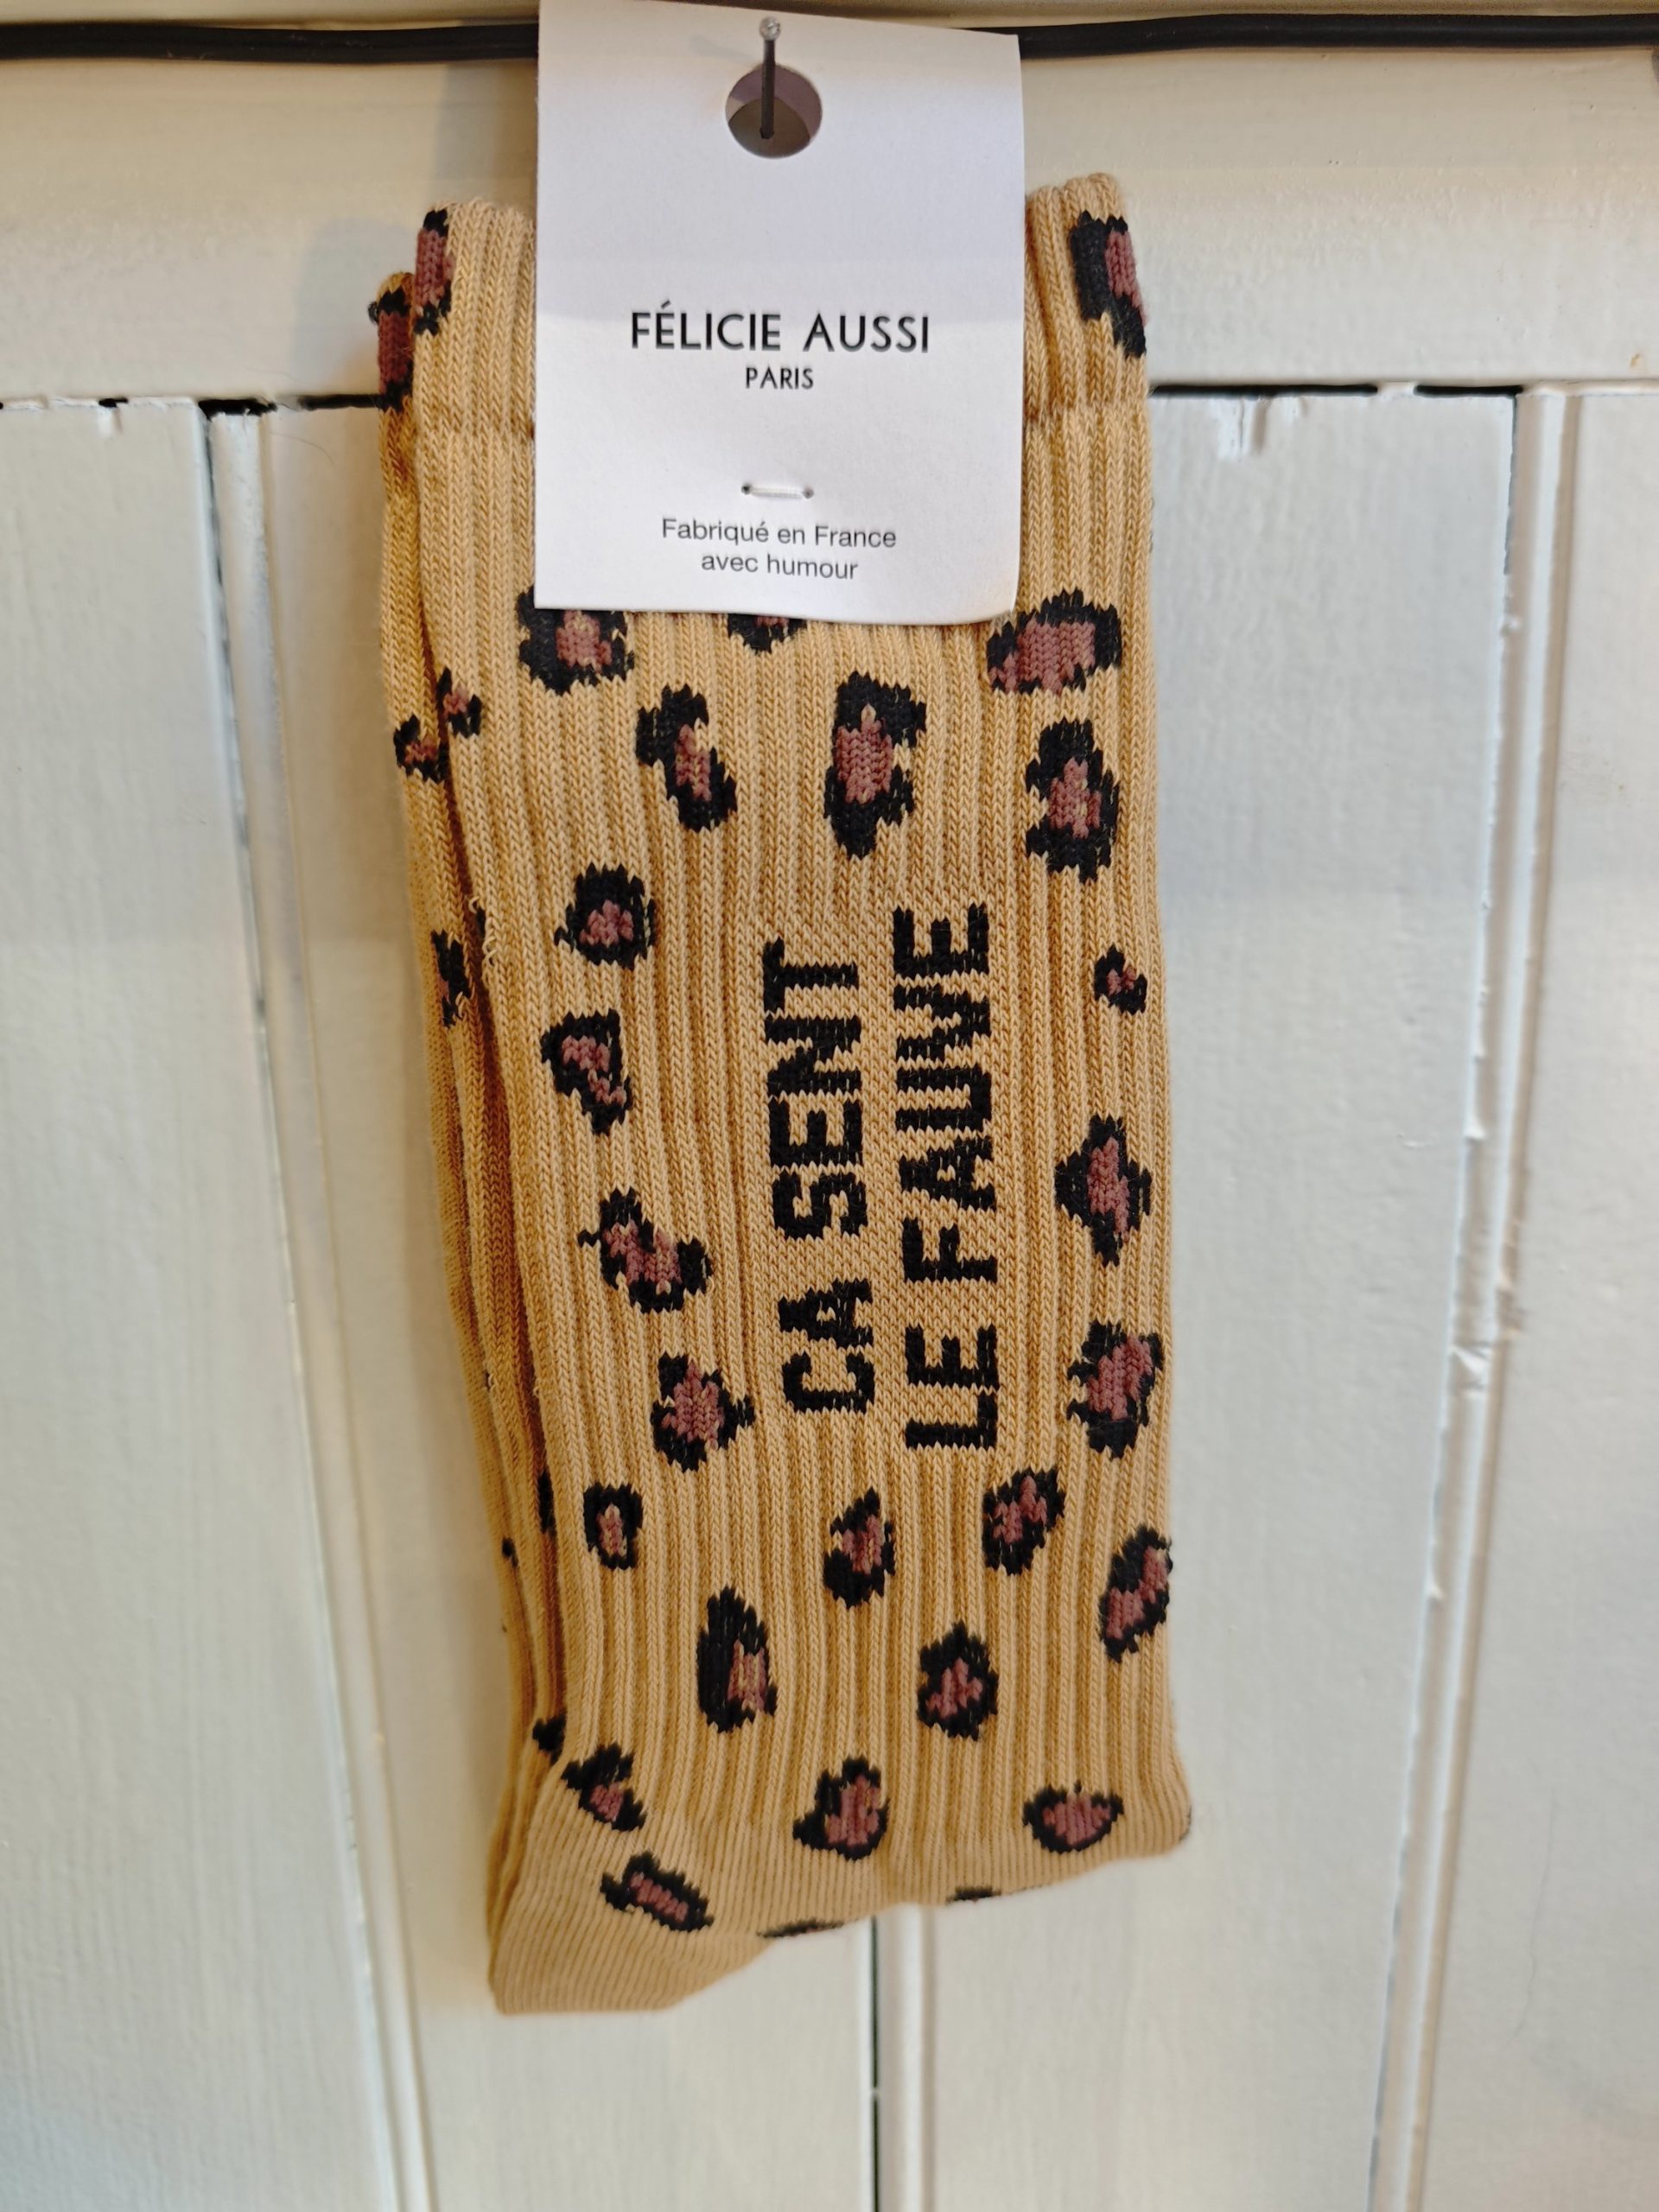 FÉLICIE AUSSI
PARIS
Fabriqué en France
avec humour
CA SENT
LE FAUVE